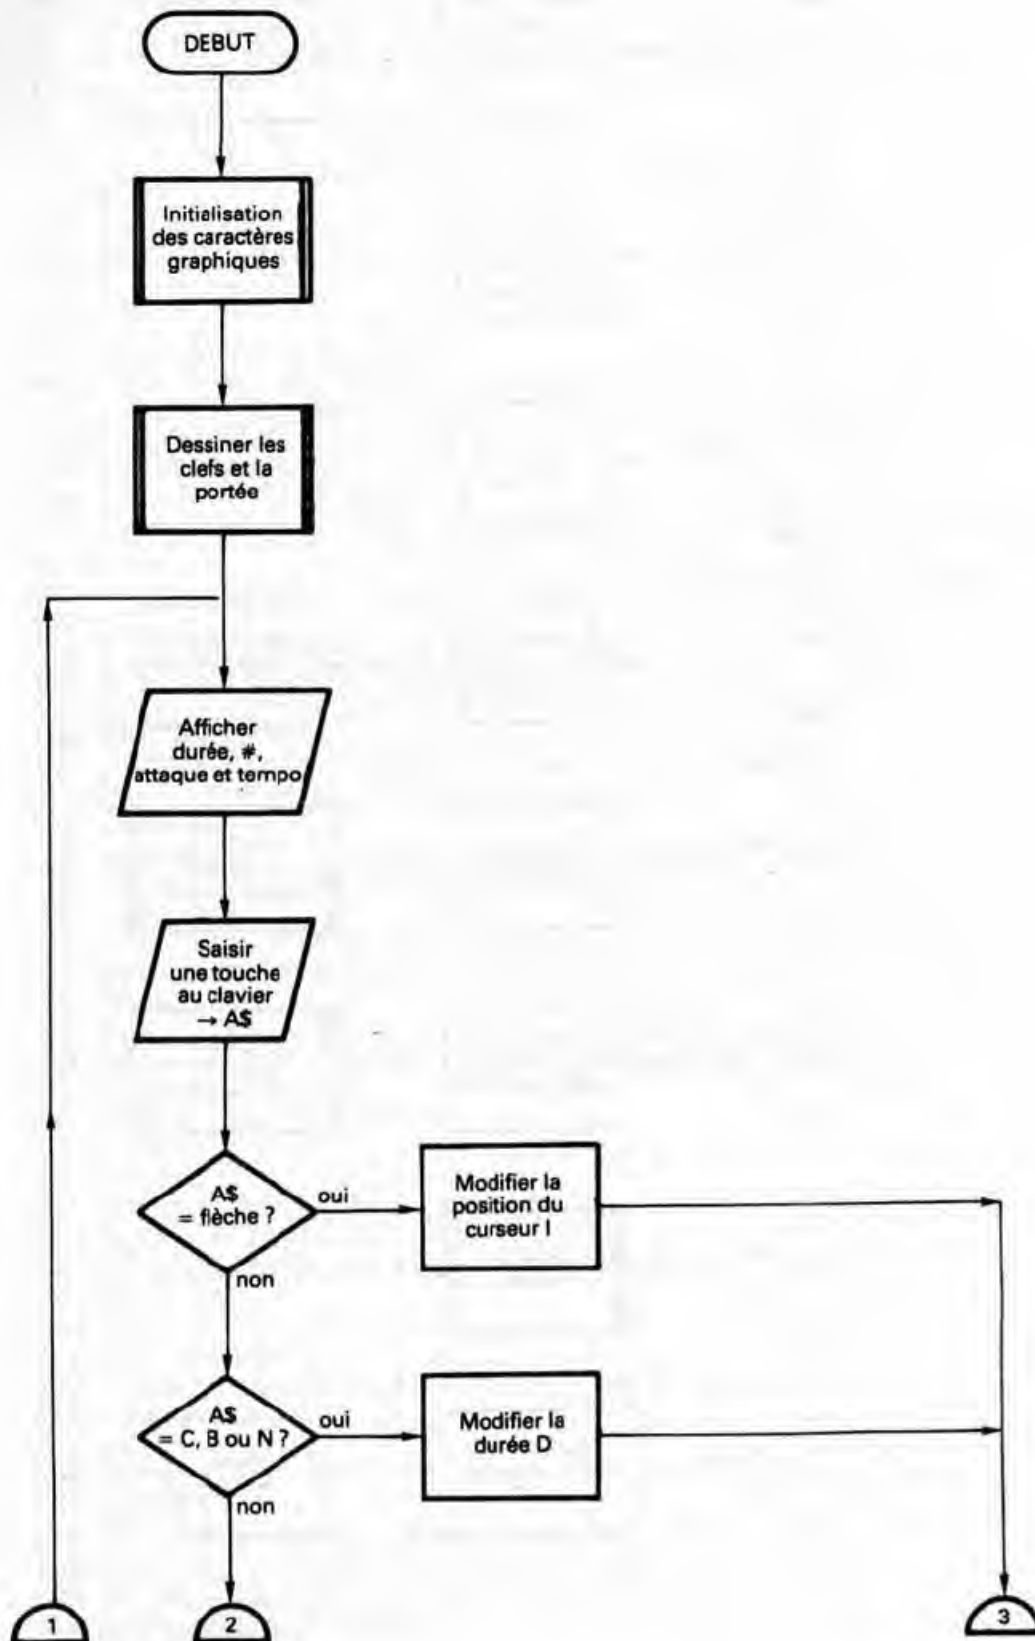 DEBUT
Initialisation
des caractères
graphiques
Dessiner les
clefs et la
portée
Afficher
durée, #,
attaque et tempo
Saisir
une touche
au clavier
→ A$
A$
= flèche ?
oui
Modifier la
position du
curseur I
non
A$
= C, B ou N ?
oui
Modifier la
durée D
non
1
2
3